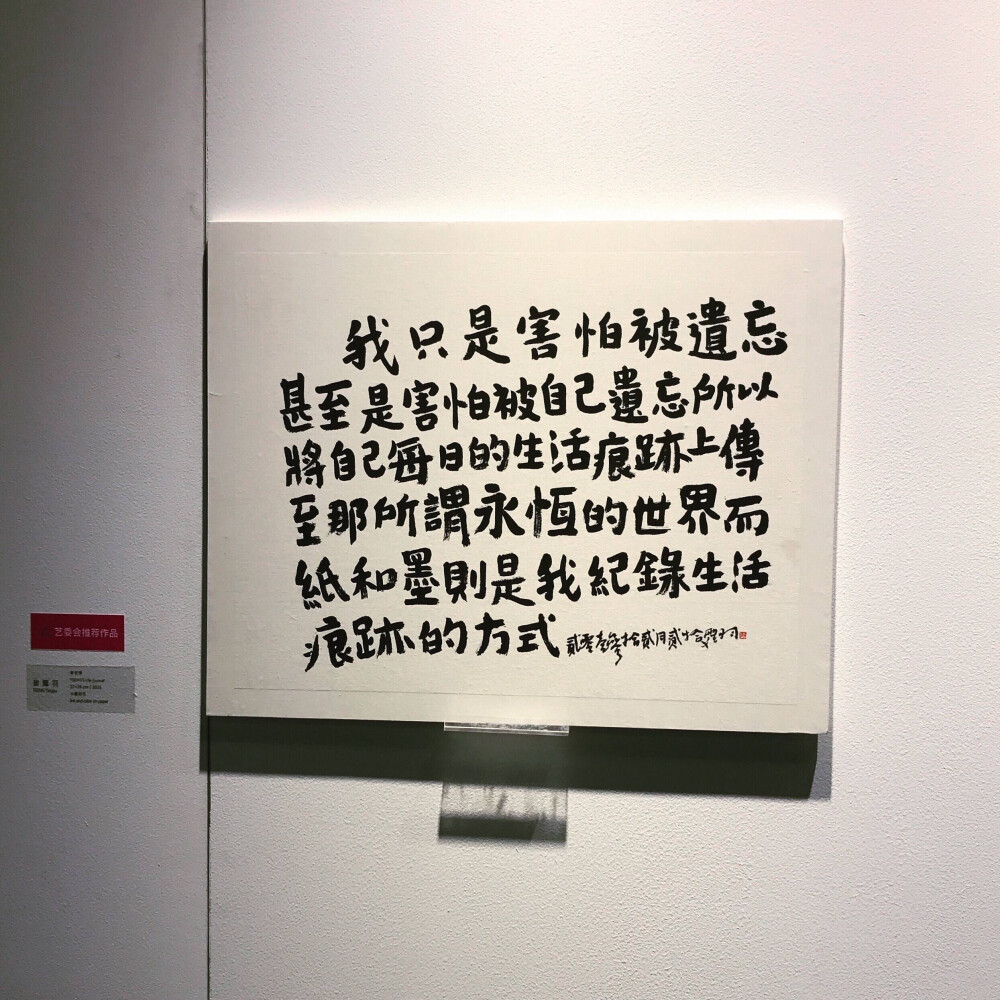 我只是害怕被遺忘
甚至是害怕被自己遺忘所以
將自己每日的生活痕跡上傳
至那所謂永恆的世界而
紙和墨則是我紀錄生活
痕跡的方式
艺委会推荐作品